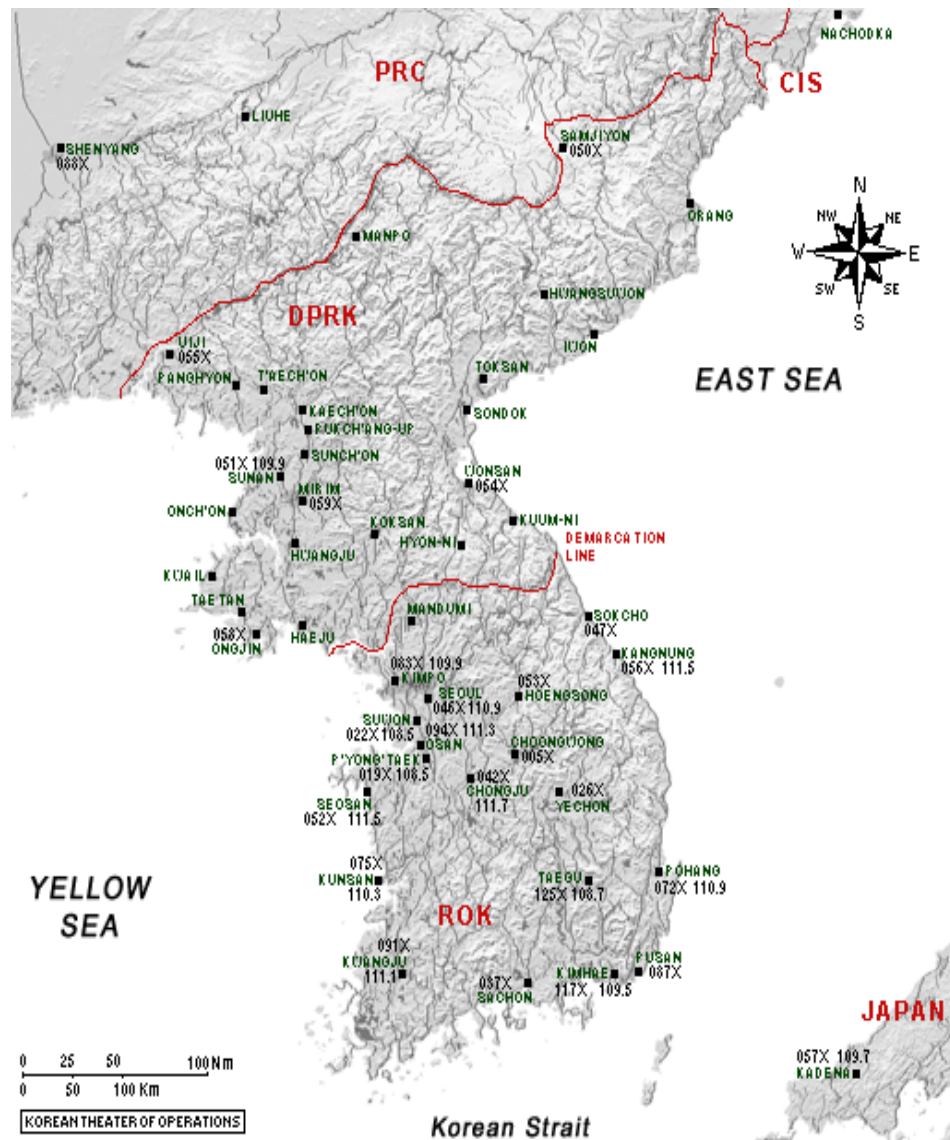 NACHODKA
PRC
CIS
LIUHE
SHENYANG
088X
SAMJIYON
050X
ORANG
N
NW
NE
W
E
SW
SE
S
MANPO
HWANGSUWON
DPRK
IWON
UIJI
055X
PANGHYON
T'AECH'ON
TOKSAN
EAST SEA
KAECH'ON
SONDOK
PUKCH'ANG-UP
SUNCH'ON
051X 109.9
SUNAN
WONSAN
054X
MIRIM
059X
ONCH'ON
KUUM-NI
KOKSAN
HYON-NI
DEMARCATION
LINE
HWANGJU
KWAIL
TAETAN
MANDUMI
SOKCHO
047X
058X
ONGJIN
HAEJU
KANGNUNG
056X 111.5
083X 109.9
KIMPO
053X
HOENGSONG
SEOUL
046X 110.9
SUWON
022X 108.5
094X 111.3
OSAN
CHOONGWONG
005X
P'YONG'TAEK
019X 108.5
042X
CHONGJU
111.7
026X
YECHON
SEOSAN
052X 111.5
075X
KUNSAN
110.3
TAEGU
125X 108.7
POHANG
072X 110.9
YELLOW
SEA
ROK
091X
KWANGJU
111.1
037X
SACHON
KIMHAE
117X 109.5
PUSAN
087X
JAPAN
057X 109.7
KADENA
0 25 50 100 Nm
0 50 100 Km
KOREAN THEATER OF OPERATIONS
Korean Strait